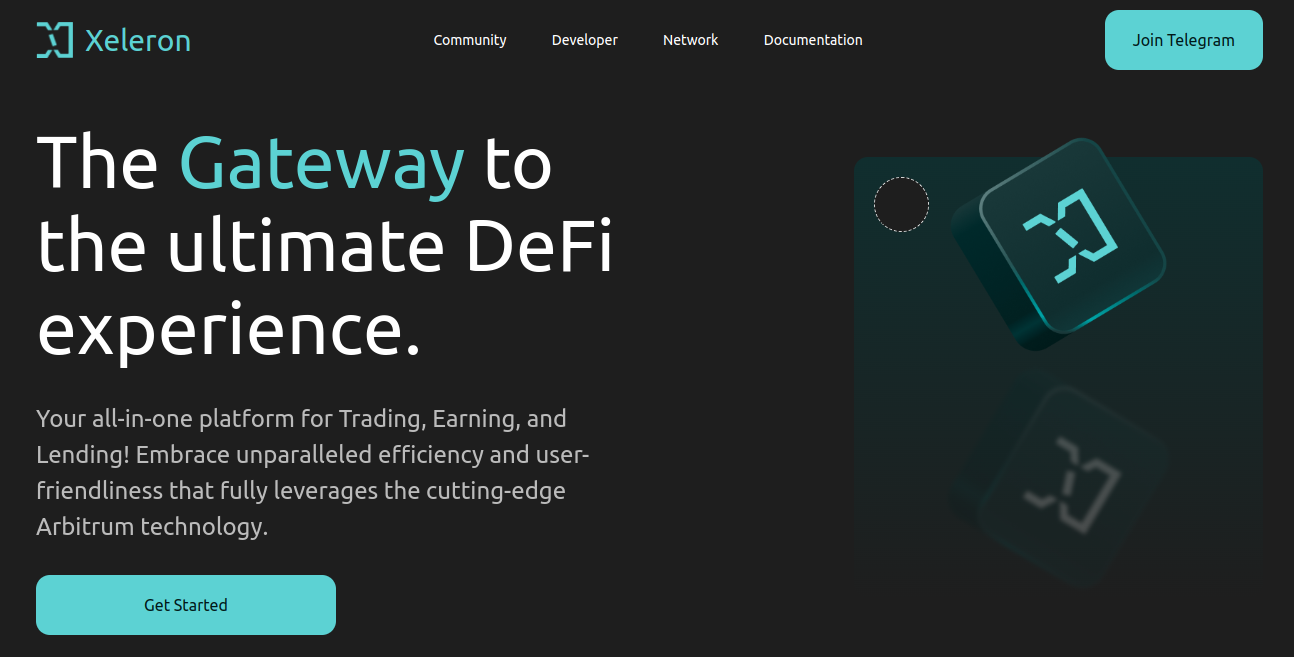 Xeleron
Community
Developer
Network
Documentation
Join Telegram
The Gateway to
the ultimate DeFi
experience.
Your all-in-one platform for Trading, Earning, and
Lending! Embrace unparalleled efficiency and user-
friendliness that fully leverages the cutting-edge
Arbitrum technology.
Get Started